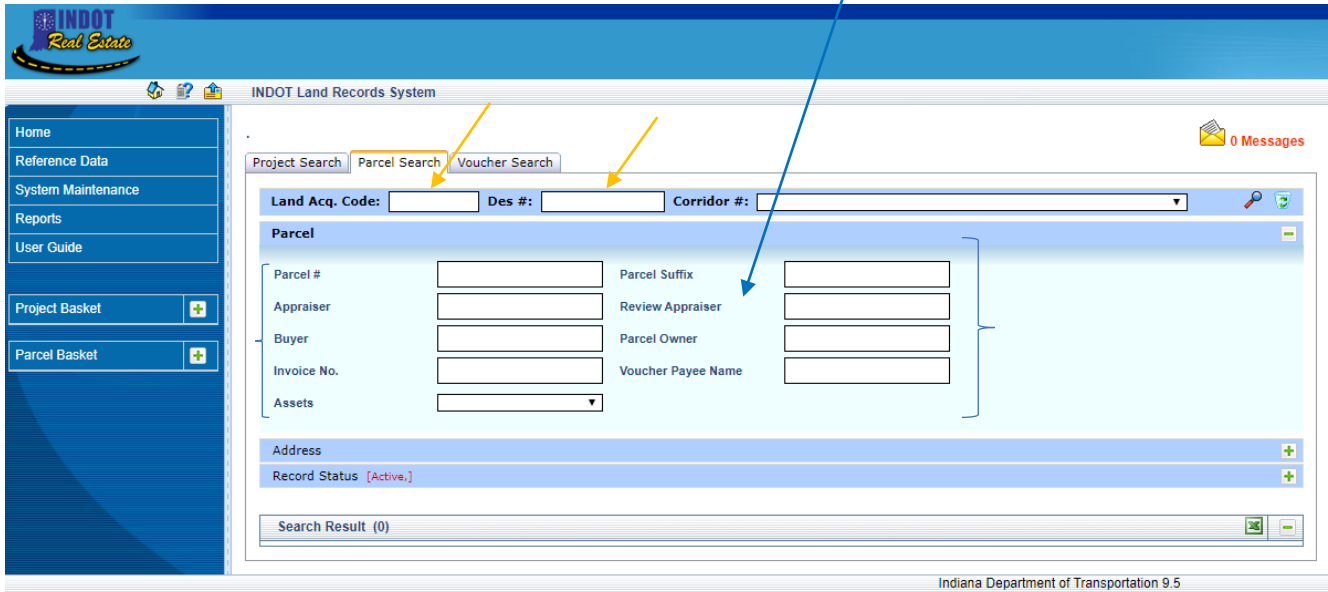 INDOT
Real Estate
INDOT Land Records System
Home
Reference Data
System Maintenance
Reports
User Guide
Project Basket
Parcel Basket
.
0 Messages
Project Search Parcel Search Voucher Search
Land Acq. Code: Des #: Corridor #:
Parcel
Parcel # Parcel Suffix
Appraiser Review Appraiser
Buyer Parcel Owner
Invoice No. Voucher Payee Name
Assets
Address
Record Status [Active,]
Search Result (0)
Indiana Department of Transportation 9.5